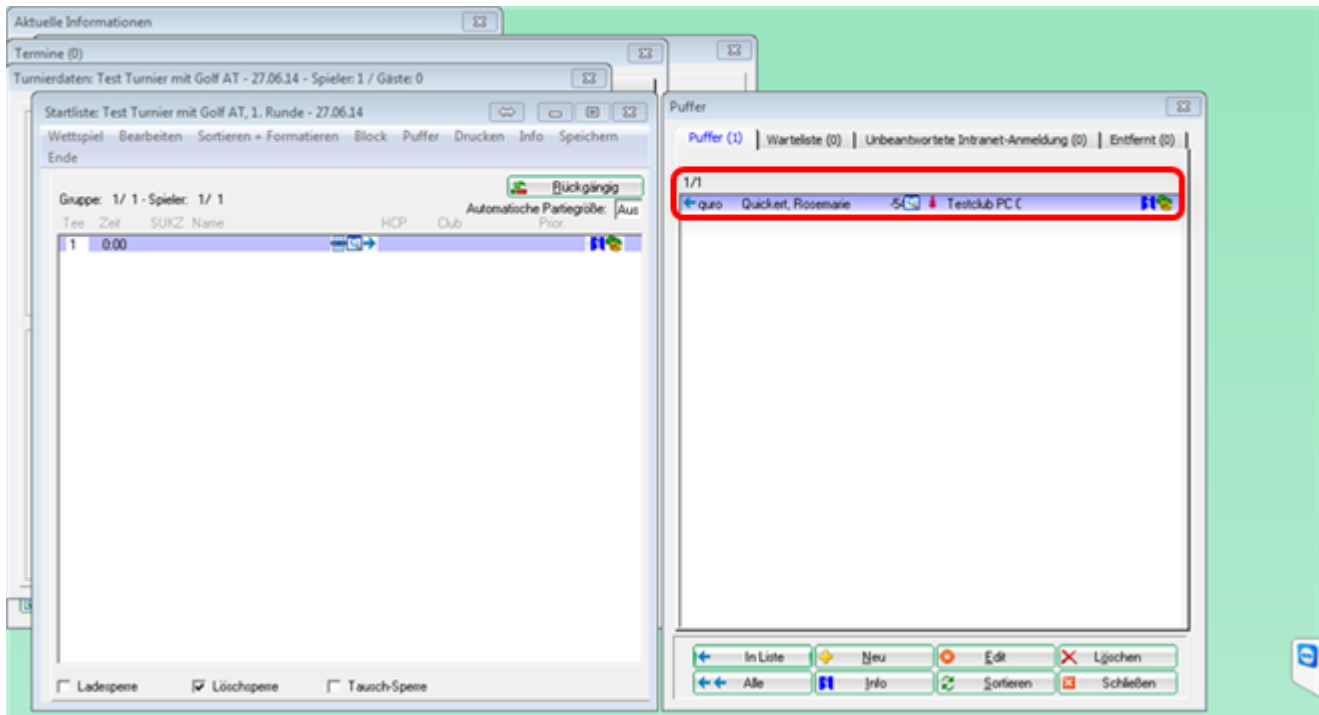 Aktuelle Informationen
Termine (0)
Turnierdaten: Test Turnier mit Golf AT - 27.06.14 - Spieler: 1 / Gäste: 0
Startliste: Test Turnier mit Golf AT, 1. Runde - 27.06.14
Wettspiel Bearbeiten Sortieren + Formatieren Block Puffer Drucken Info Speichern
Ende
Rückgängig
Gruppe: 1/ 1 - Spieler: 1/ 1
Automatische Partiegröße: Aus
Tee Zeit SUKZ Name HCP Club Prior.
1 0:00
Ladesperre Löschsperre Tausch-Sperre
Puffer
Puffer (1) Warteliste (0) Unbeantwortete Intranet-Anmeldung (0) Entfernt (0)
1/1
quro Quickert, Rosemarie -5 Testclub PC C
In Liste Neu Edit Löschen
Alle Info Sortieren Schließen